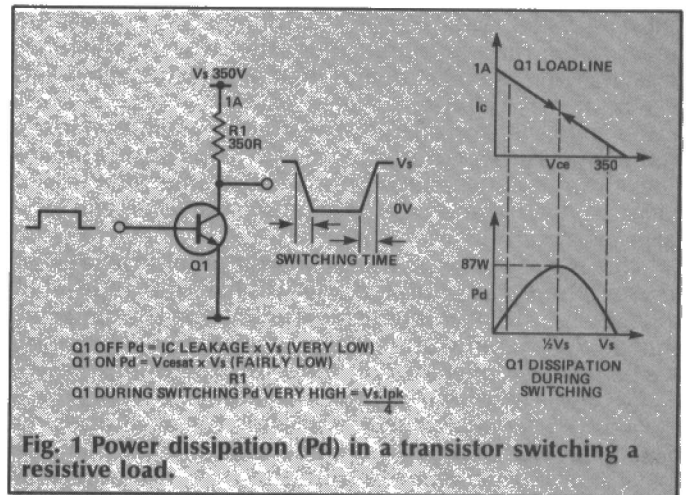 Vs 350V
1A
R1
350R
Q1
Vs
0V
SWITCHING TIME
1A
Q1 LOADLINE
Ic
Vce
350
87W
Pd
½Vs
Vs
Q1 DISSIPATION
DURING
SWITCHING
Q1 OFF Pd = IC LEAKAGE x Vs (VERY LOW)
Q1 ON Pd = Vcesat x Vs (FAIRLY LOW)
R1
Q1 DURING SWITCHING Pd VERY HIGH = Vs.Ipk
4
Fig. 1 Power dissipation (Pd) in a transistor switching a
resistive load.